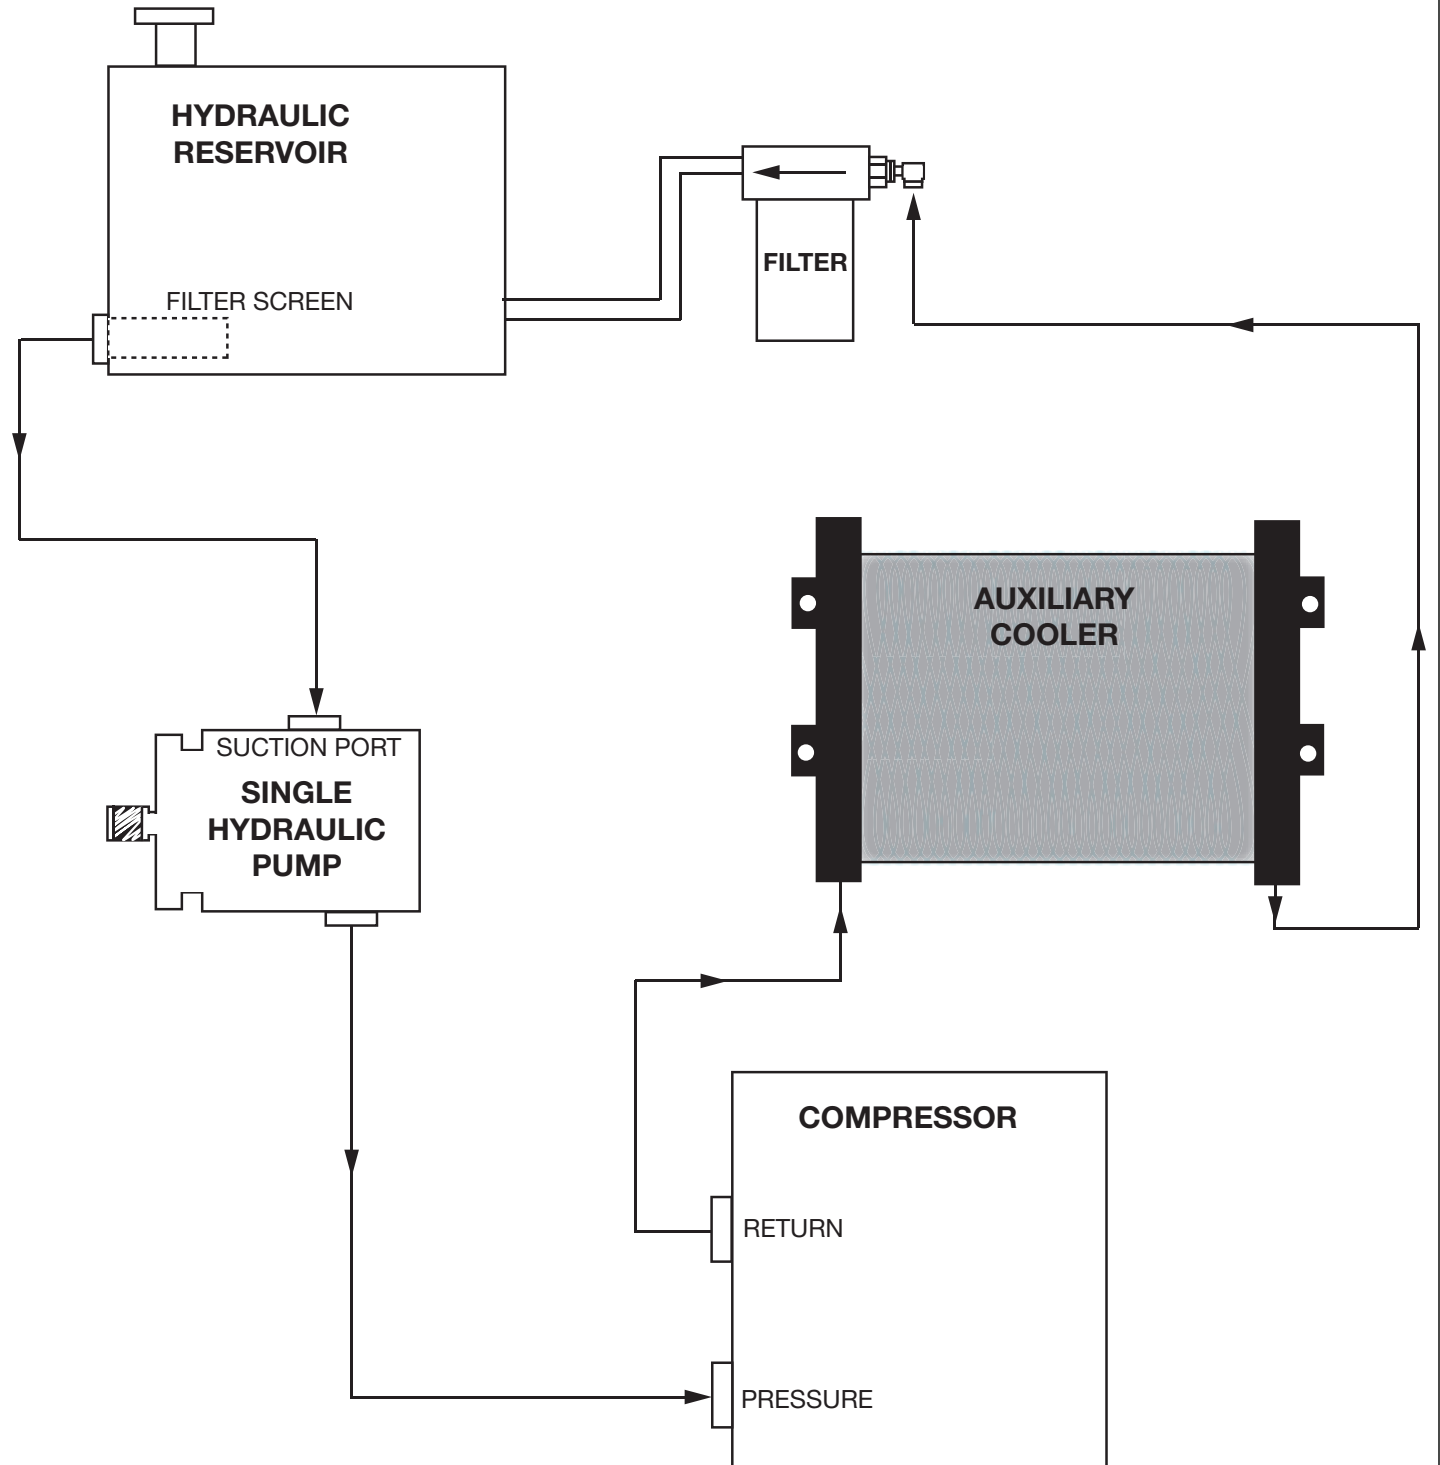 HYDRAULIC
RESERVOIR
FILTER SCREEN
FILTER
AUXILIARY
COOLER
SUCTION PORT
SINGLE
HYDRAULIC
PUMP
COMPRESSOR
RETURN
PRESSURE